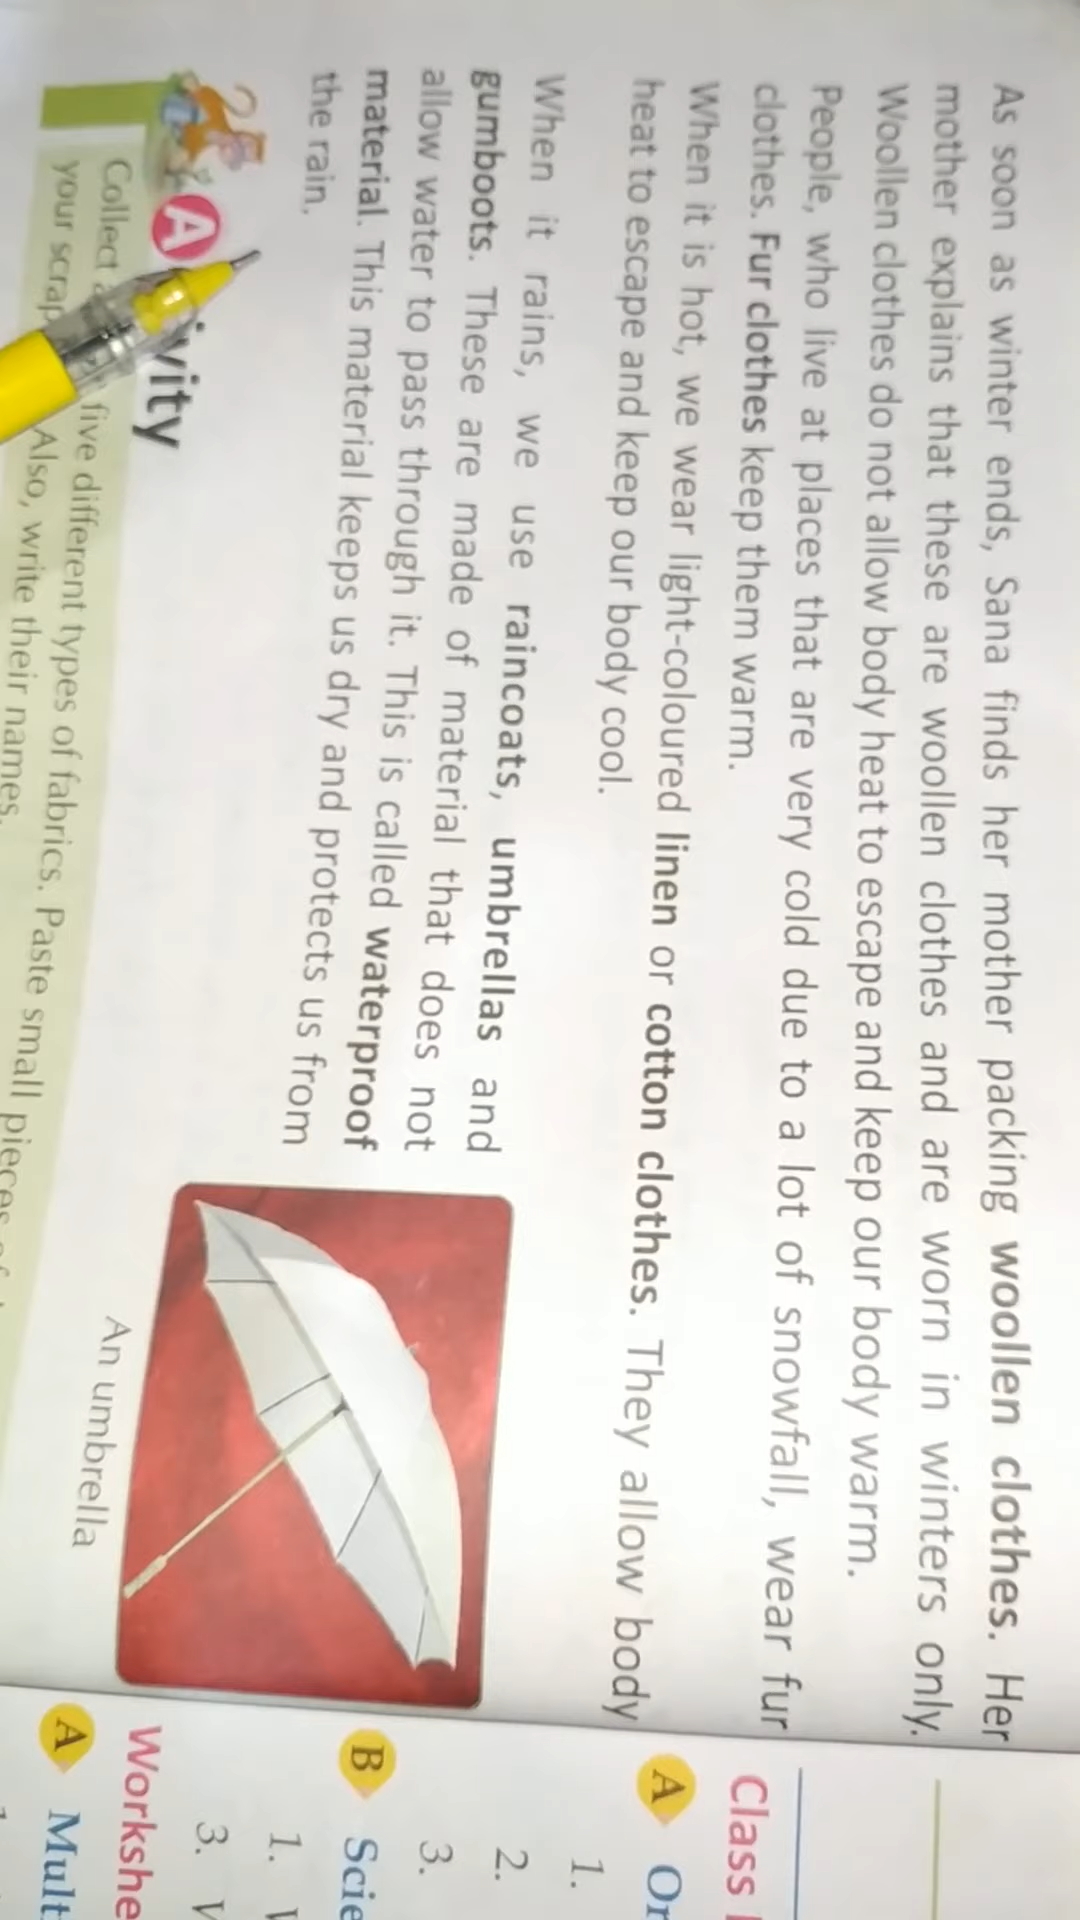 As soon as winter ends, Sana finds her mother packing woollen clothes. Her
mother explains that these are woollen clothes and are worn in winters only.
Woollen clothes do not allow body heat to escape and keep our body warm.
People, who live at places that are very cold due to a lot of snowfall, wear fur
clothes. Fur clothes keep them warm.
When it is hot, we wear light-coloured linen or cotton clothes. They allow body
heat to escape and keep our body cool.
When it rains, we use raincoats, umbrellas and
gumboots. These are made of material that does not
allow water to pass through it. This is called waterproof
material. This material keeps us dry and protects us from
the rain.
An umbrella
Collect five different types of fabrics. Paste small pieces
your Also, write their names.
Class
A
1.
2.
3.
B
1.
3.
A